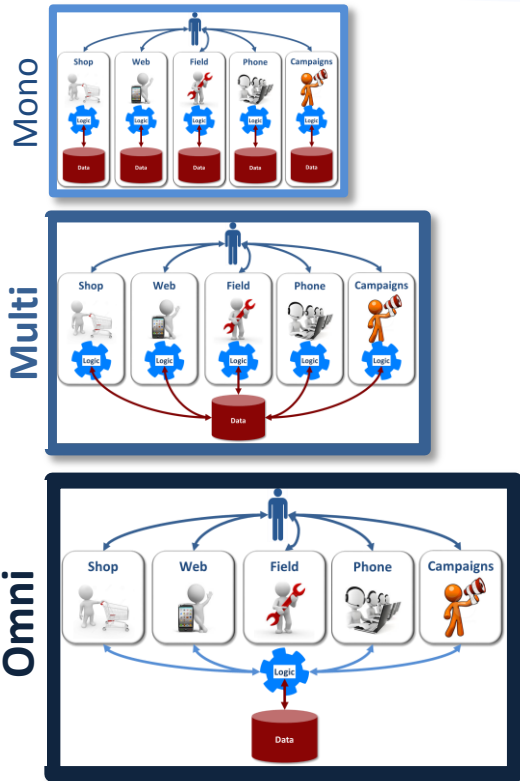 Mono
Shop Web Field Phone Campaigns
Logic Logic Logic Logic Logic
Data Data Data Data Data
Multi
Shop Web Field Phone Campaigns
Logic Logic Logic Logic Logic
Data
Omni
Shop Web Field Phone Campaigns
Logic
Data